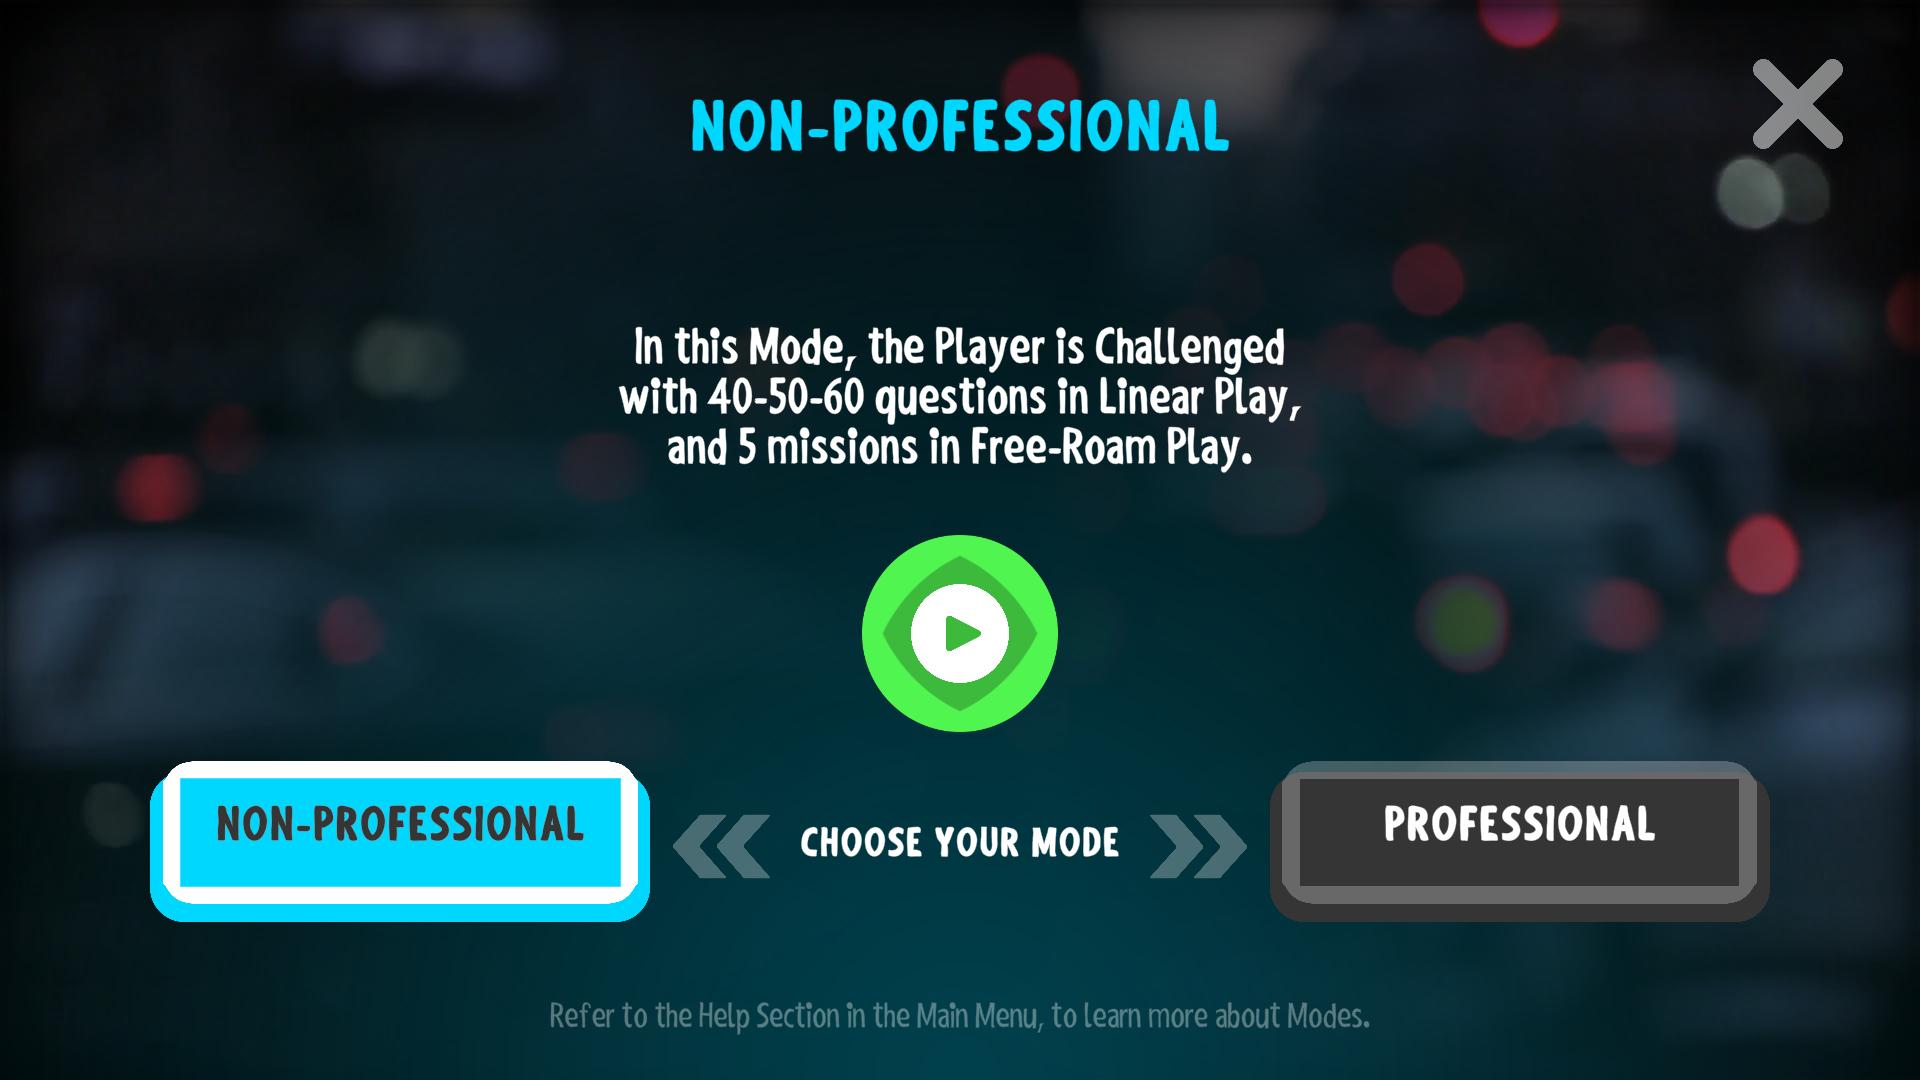 NON-PROFESSIONAL
In this Mode, the Player is Challenged
with 40-50-60 questions in Linear Play,
and 5 missions in Free-Roam Play.
NON-PROFESSIONAL
CHOOSE YOUR MODE
PROFESSIONAL
Refer to the Help Section in the Main Menu, to learn more about Modes.